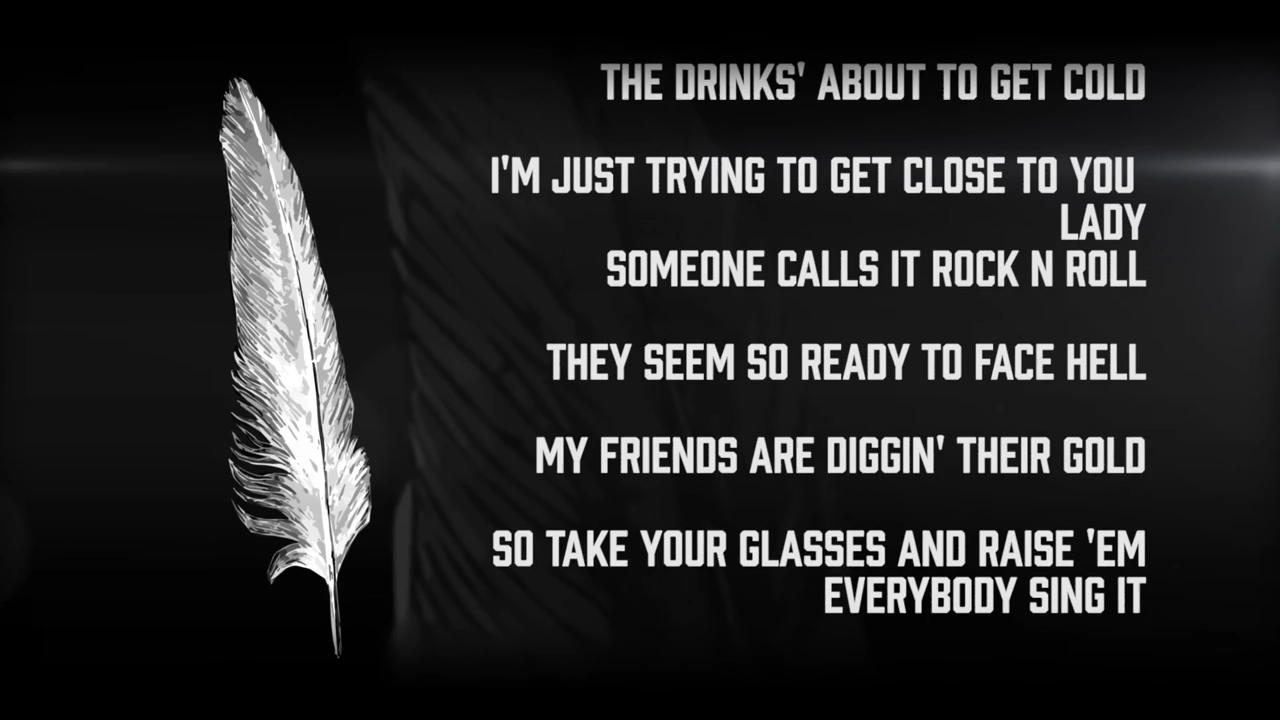 THE DRINKS' ABOUT TO GET COLD
I'M JUST TRYING TO GET CLOSE TO YOU
LADY
SOMEONE CALLS IT ROCK N ROLL
THEY SEEM SO READY TO FACE HELL
MY FRIENDS ARE DIGGIN' THEIR GOLD
SO TAKE YOUR GLASSES AND RAISE 'EM
EVERYBODY SING IT